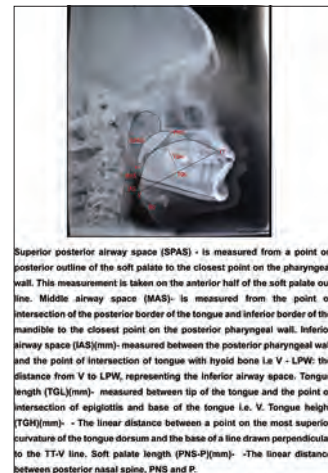 Superior posterior airway space (SPAS) - is measured from a point on
posterior outline of the soft palate to the closest point on the pharyngea
wall. This measurement is taken on the anterior half of the soft palate ou
line. Middle airway space (MAS)- is measured from the point o
intersection of the posterior border of the tongue and inferior border of the
mandible to the closest point on the posterior pharyngeal wall. Inferio
airway space (IAS)(mm)- measured between the posterior pharyngeal wall
and the point of intersection of tongue with hyoid bone i.e V - LPW: the
distance from V to LPW, representing the inferior airway space. Tongue
length (TGL)(mm)- measured between tip of the tongue and the point o
intersection of epiglottis and base of the tongue i.e. V. Tongue heigh
(TGH)(mm)- - The linear distance between a point on the most superio
curvature of the tongue dorsum and the base of a line drawn perpendicula
to the TT-V line. Soft palate length (PNS-P)(mm)- -The linear distanc
between posterior nasal spine, PNS and P.